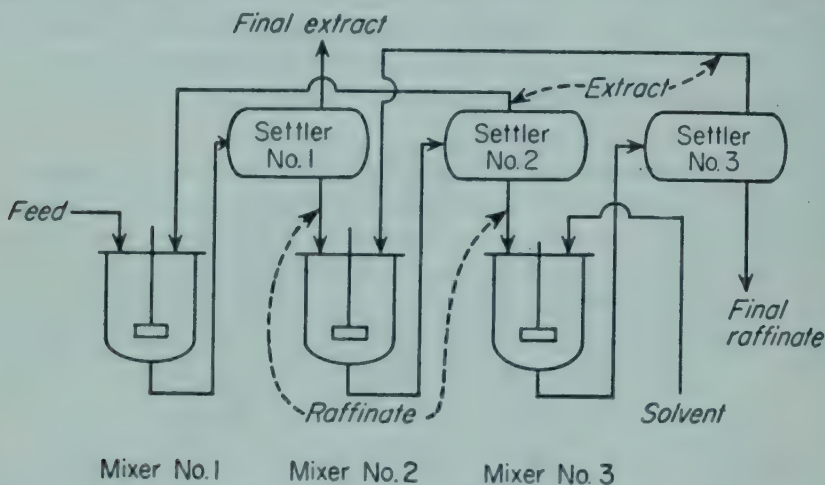 Final extract
Extract
Settler
No. 1
Settler
No. 2
Settler
No. 3
Feed
Final
raffinate
Raffinate
Solvent
Mixer No. 1
Mixer No. 2
Mixer No. 3